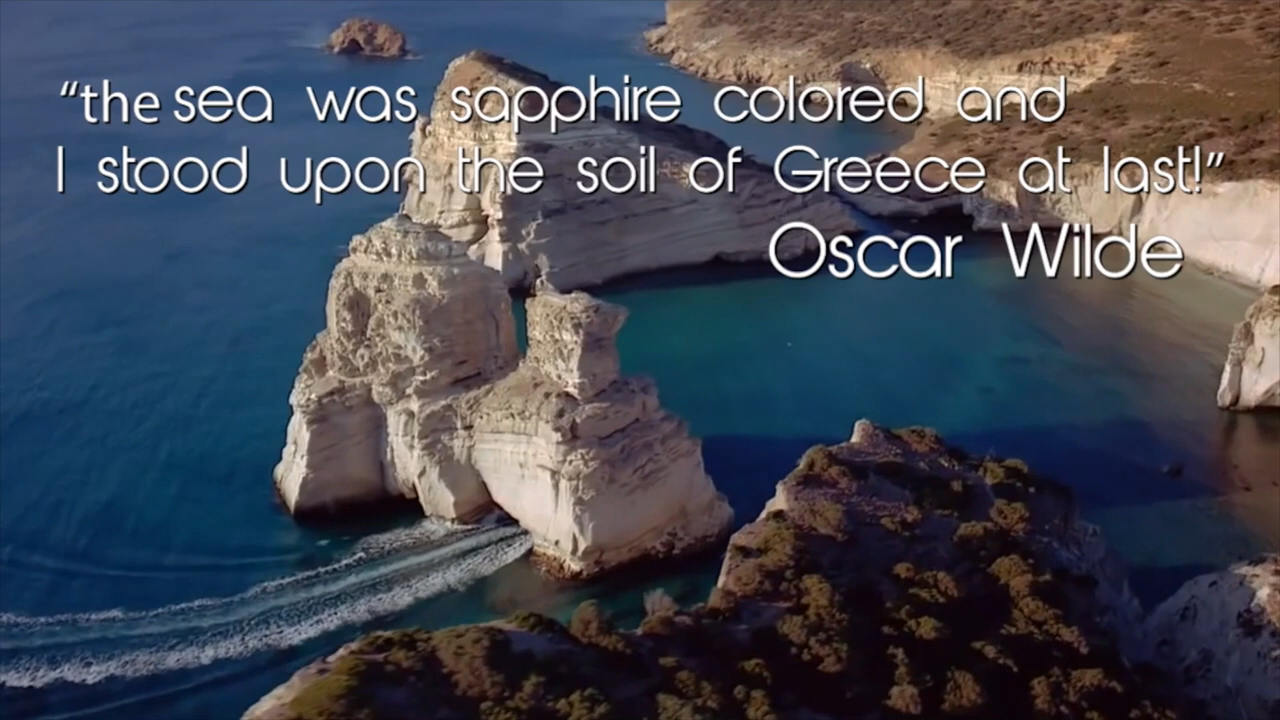 “the sea was sapphire colored and
I stood upon the soil of Greece at last!”
Oscar Wilde